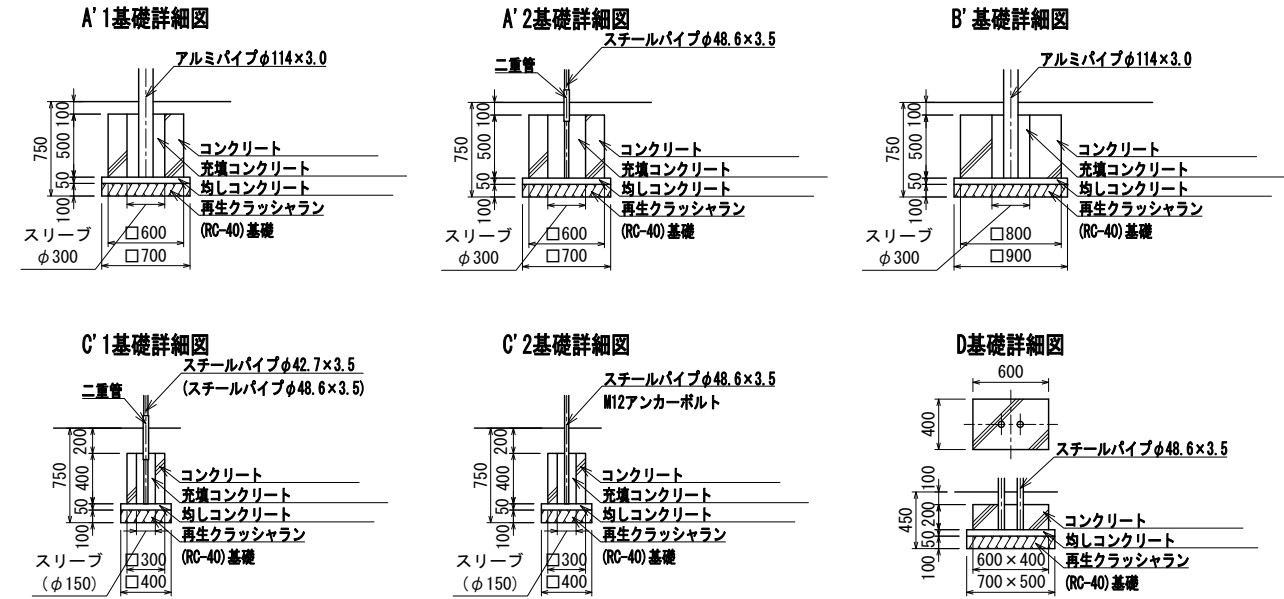 A'1基礎詳細図
アルミパイプφ114×3.0
100
750
500
50
100
コンクリート
充填コンクリート
均しコンクリート
再生クラッシャラン
(RC-40)基礎
スリーブ
φ300
□600
□700
A'2基礎詳細図
スチールパイプφ48.6×3.5
二重管
100
750
500
50
100
コンクリート
充填コンクリート
均しコンクリート
再生クラッシャラン
(RC-40)基礎
スリーブ
φ300
□600
□700
B'基礎詳細図
アルミパイプφ114×3.0
100
750
500
50
100
コンクリート
充填コンクリート
均しコンクリート
再生クラッシャラン
(RC-40)基礎
スリーブ
φ300
□800
□900
C'1基礎詳細図
スチールパイプφ42.7×3.5
(スチールパイプφ48.6×3.5)
二重管
200
750
400
50
100
コンクリート
充填コンクリート
均しコンクリート
再生クラッシャラン
(RC-40)基礎
スリーブ
(φ150)
□300
□400
C'2基礎詳細図
スチールパイプφ48.6×3.5
M12アンカーボルト
200
750
400
50
100
コンクリート
充填コンクリート
均しコンクリート
再生クラッシャラン
(RC-40)基礎
スリーブ
(φ150)
□300
□400
D基礎詳細図
600
400
スチールパイプφ48.6×3.5
100
450
200
50
100
コンクリート
均しコンクリート
再生クラッシャラン
(RC-40)基礎
600×400
700×500